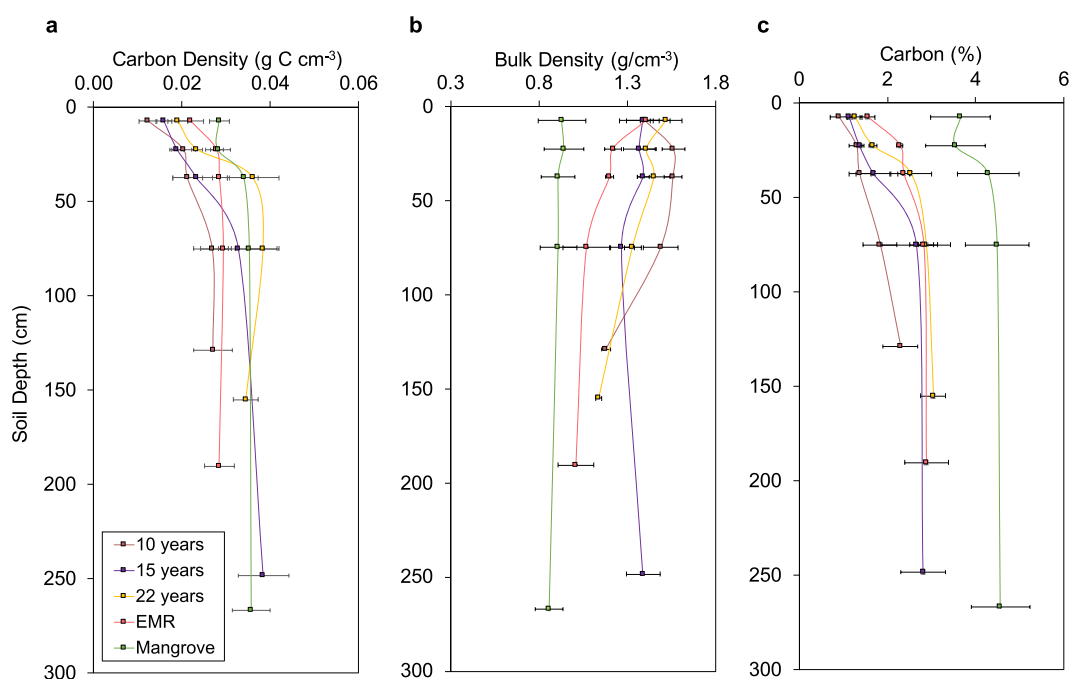 a
b
c
Carbon Density (g C cm-3)
Bulk Density (g/cm-3)
Carbon (%)
0.00 0.02 0.04 0.06
0.3 0.8 1.3 1.8
0 2 4 6
Soil Depth (cm)
0
50
100
150
200
250
300
0
50
100
150
200
250
300
0
50
100
150
200
250
300
10 years
15 years
22 years
EMR
Mangrove